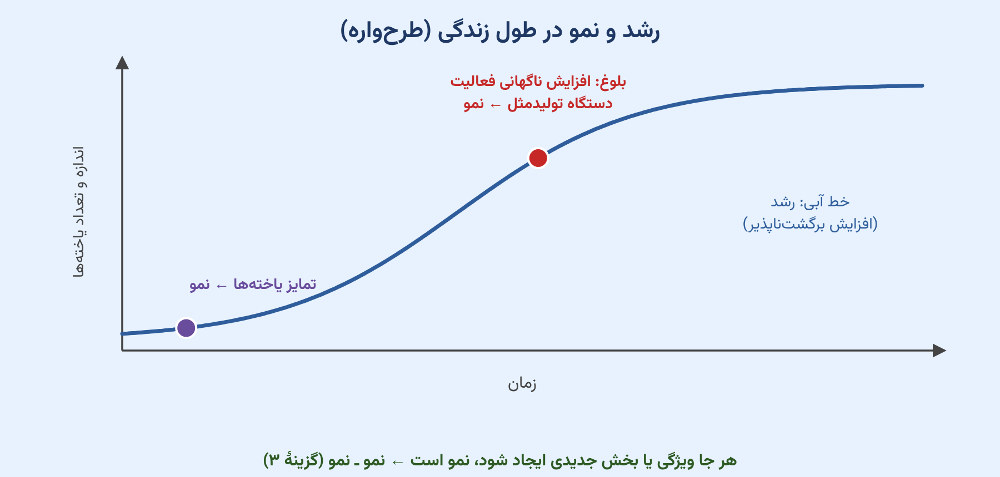 رشد و نمو در طول زندگی (طرح‌واره)
بلوغ: افزایش ناگهانی فعالیت
دستگاه تولیدمثل ← نمو
اندازه و تعداد یاخته‌ها
خط آبی: رشد
(افزایش برگشت‌ناپذیر)
تمایز یاخته‌ها ← نمو
زمان
هر جا ویژگی یا بخش جدیدی ایجاد شود، نمو است ← نمو ـ نمو (گزینهٔ ۳)